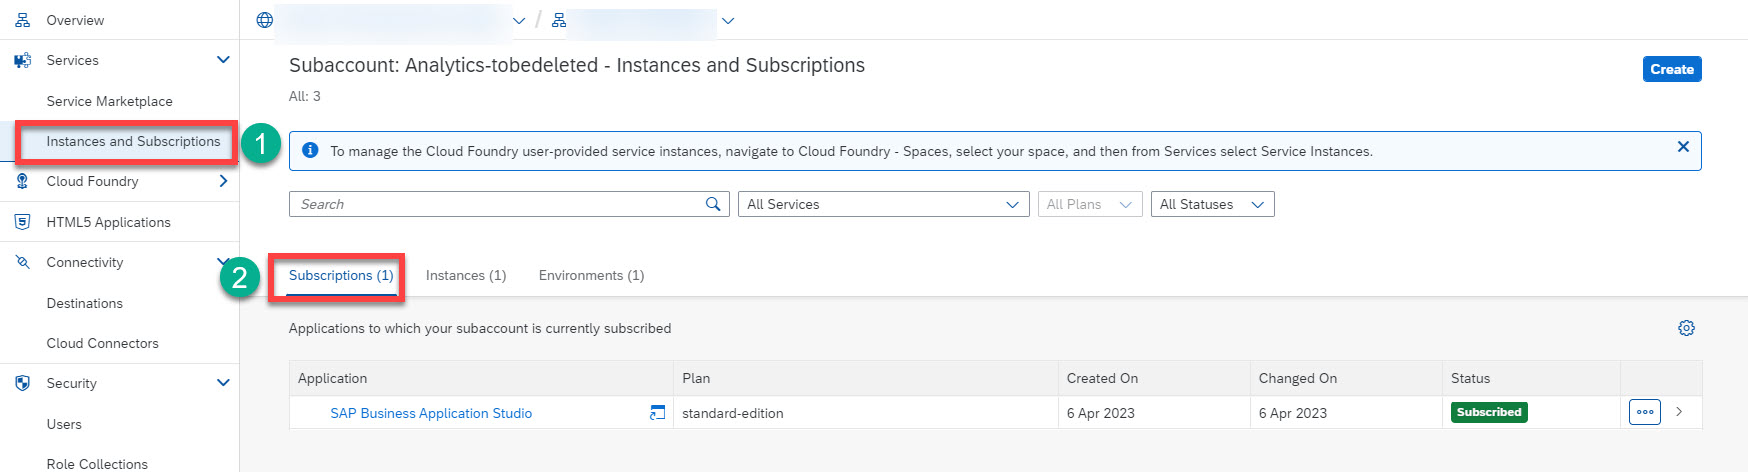 Overview
Services
Service Marketplace
Instances and Subscriptions
1
Cloud Foundry
HTML5 Applications
Connectivity
Destinations
Cloud Connectors
Security
Users
Role Collections
/
Subaccount: Analytics-tobedeleted - Instances and Subscriptions
Create
All: 3
To manage the Cloud Foundry user-provided service instances, navigate to Cloud Foundry - Spaces, select your space, and then from Services select Service Instances.
Search All Services All Plans All Statuses
2 Subscriptions (1) Instances (1) Environments (1)
Applications to which your subaccount is currently subscribed
Application Plan Created On Changed On Status
SAP Business Application Studio standard-edition 6 Apr 2023 6 Apr 2023 Subscribed